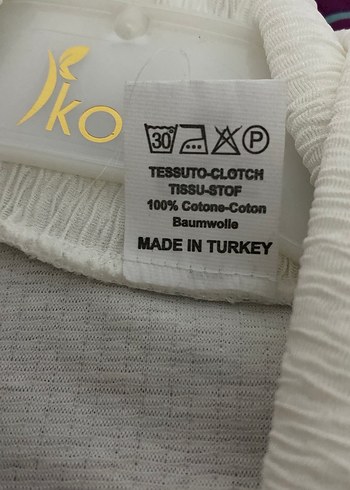 ko
30
P
TESSUTO-CLOTCH
TISSU-STOF
100% Cotone-Coton
Baumwolle
MADE IN TURKEY